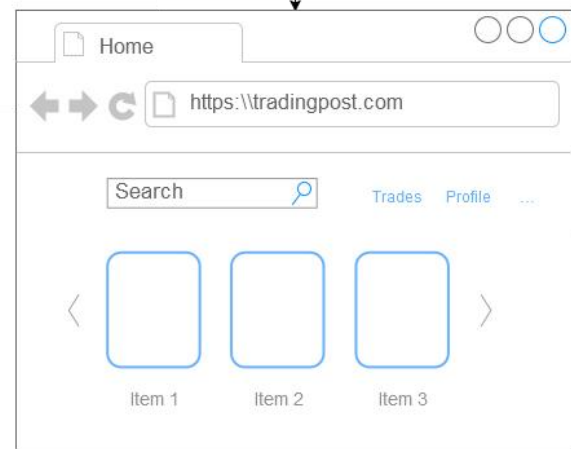 Home
https:\\tradingpost.com
Search
Trades Profile ...
Item 1 Item 2 Item 3